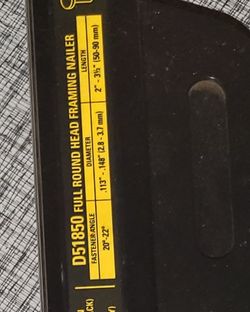 D51850 FULL ROUND HEAD FRAMING NAILER
FASTENER ANGLE DIAMETER LENGTH
20°-22° .113"-.148" (2.8 - 3.7 mm) 2" - 3½" (50-90 mm)